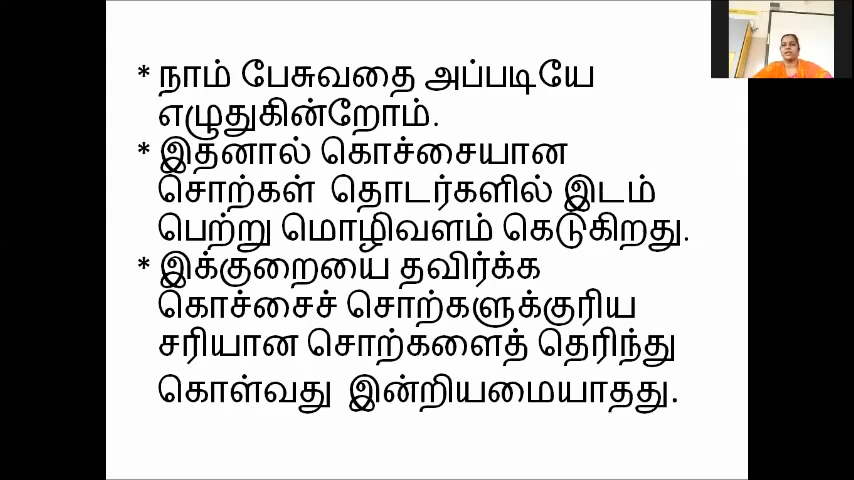 * நாம் பேசுவதை அப்படியே
எழுதுகின்றோம்.
* இதனால் கொச்சையான
சொற்கள் தொடர்களில் இடம்
பெற்று மொழிவளம் கெடுகிறது.
* இக்குறையை தவிர்க்க
கொச்சைச் சொற்களுக்குரிய
சரியான சொற்களைத் தெரிந்து
கொள்வது இன்றியமையாதது.